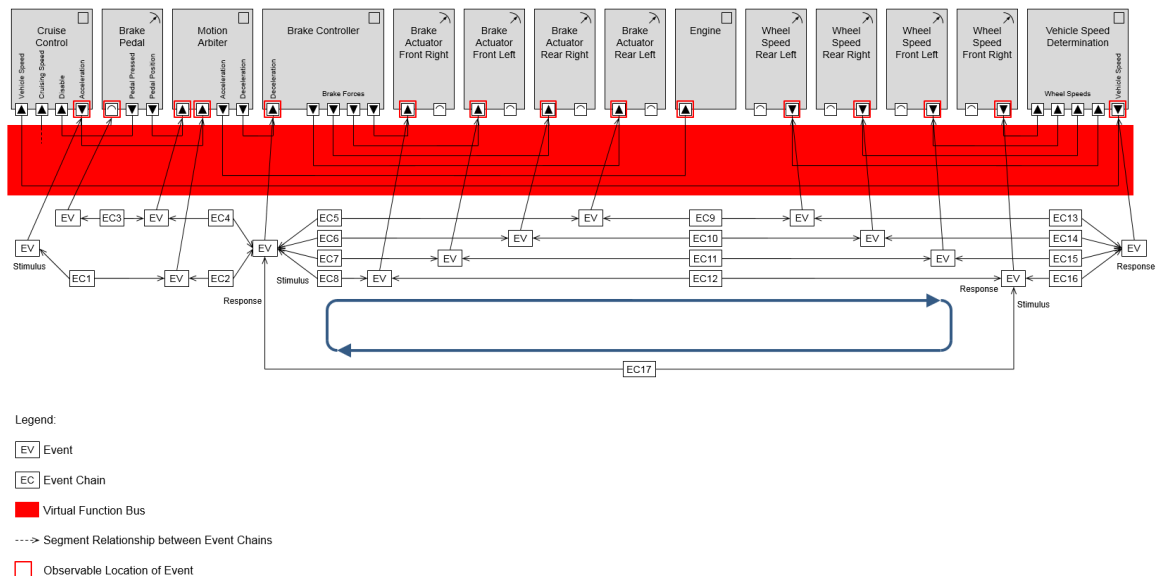 Cruise
Control
Brake
Pedal
Motion
Arbiter
Brake Controller
Brake
Actuator
Front Right
Brake
Actuator
Front Left
Brake
Actuator
Rear Right
Brake
Actuator
Rear Left
Engine
Wheel
Speed
Rear Left
Wheel
Speed
Rear Right
Wheel
Speed
Front Left
Wheel
Speed
Front Right
Vehicle Speed
Determination
Vehicle Speed
Cruising Speed
Disable
Acceleration
Pedal Pressed
Pedal Position
Acceleration
Deceleration
Deceleration
Brake Forces
Wheel Speeds
Vehicle Speed
EV
EC3
EV
EC4
EC5
EV
EC9
EV
EC13
EC6
EV
EC10
EV
EC14
EV
EV
EV
EC7
EV
EC11
EV
EC15
Stimulus
Response
EC1
EV
EC2
Stimulus
EC8
EV
EC12
Response
EV
EC16
Response
Stimulus
EC17
Legend:
EV Event
EC Event Chain
Virtual Function Bus
Segment Relationship between Event Chains
Observable Location of Event